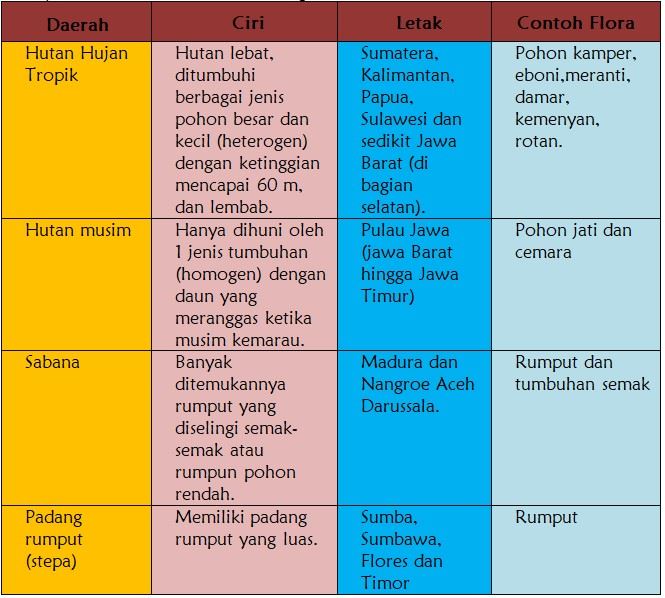 Daerah Ciri Letak Contoh Flora
Hutan Hujan
Tropik
Hutan lebat,
ditumbuhi
berbagai jenis
pohon besar dan
kecil (heterogen)
dengan ketinggian
mencapai 60 m,
dan lembab.
Sumatera,
Kalimantan,
Papua,
Sulawesi dan
sedikit Jawa
Barat (di
bagian
selatan).
Pohon kamper,
eboni,meranti,
damar,
kemenyan,
rotan.
Hutan musim
Hanya dihuni oleh
1 jenis tumbuhan
(homogen) dengan
daun yang
meranggas ketika
musim kemarau.
Pulau Jawa
(jawa Barat
hingga Jawa
Timur)
Pohon jati dan
cemara
Sabana
Banyak
ditemukannya
rumput yang
diselingi semak-
semak atau
rumpun pohon
rendah.
Madura dan
Nangroe Aceh
Darussala.
Rumput dan
tumbuhan semak
Padang
rumput
(stepa)
Memiliki padang
rumput yang luas.
Sumba,
Sumbawa,
Flores dan
Timor
Rumput